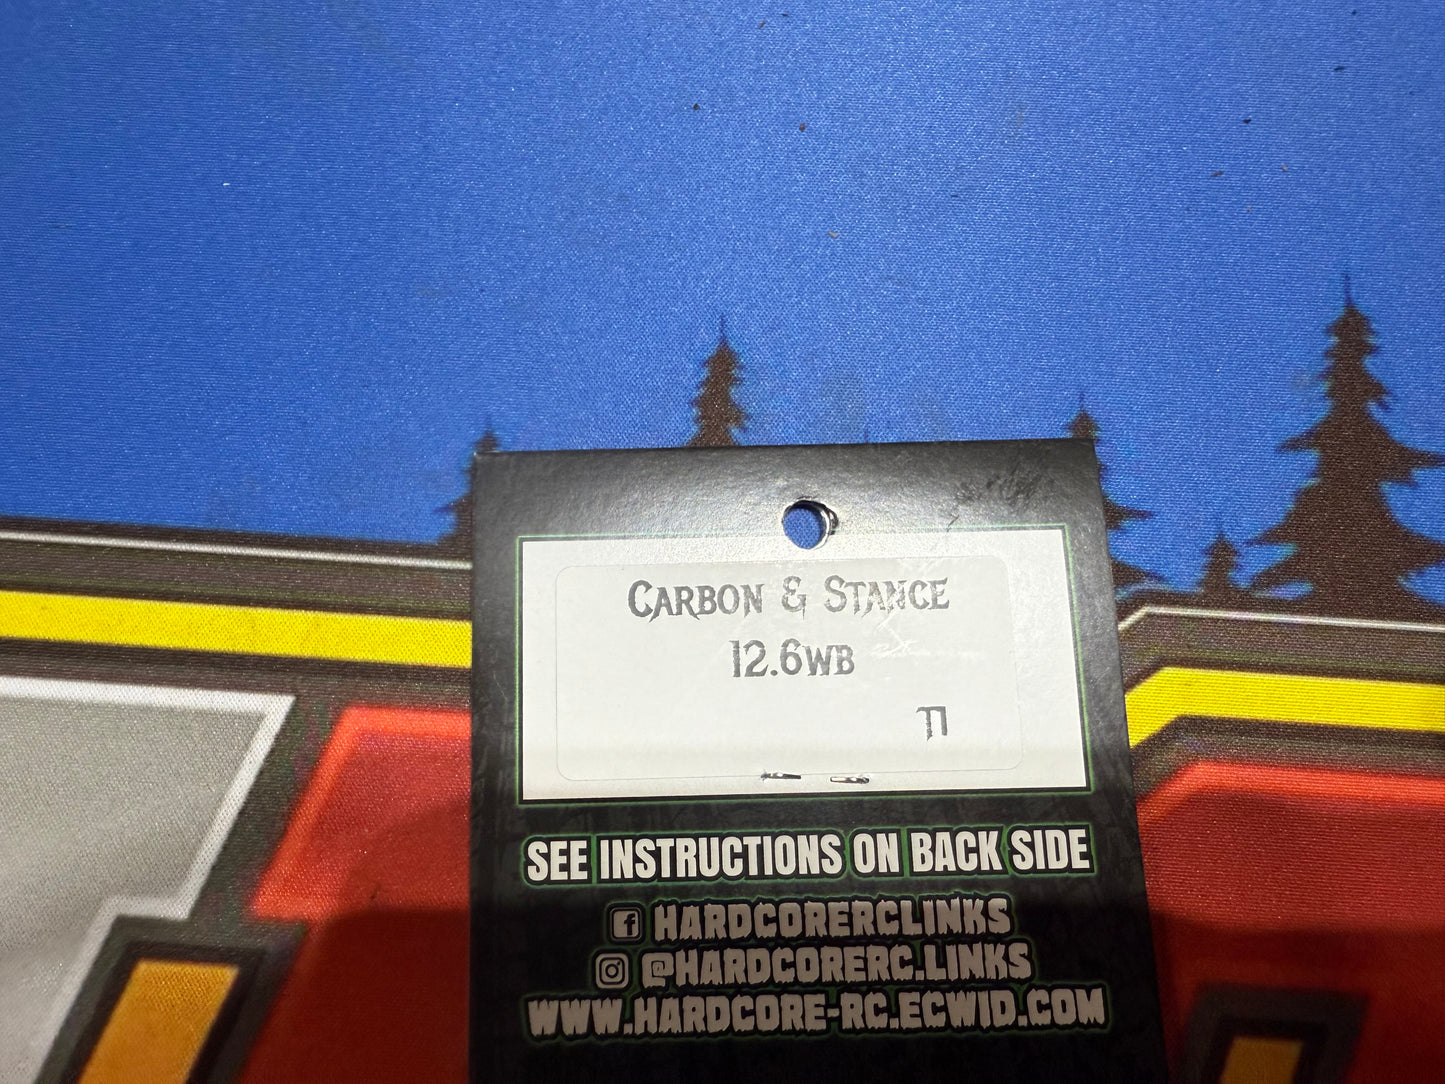 Carbon & Stance
12.6wb
Ti
SEE INSTRUCTIONS ON BACK SIDE
HARDCORERCLINKS
@HARDCORERC.LINKS
WWW.HARDCORE-RC.ECWID.COM